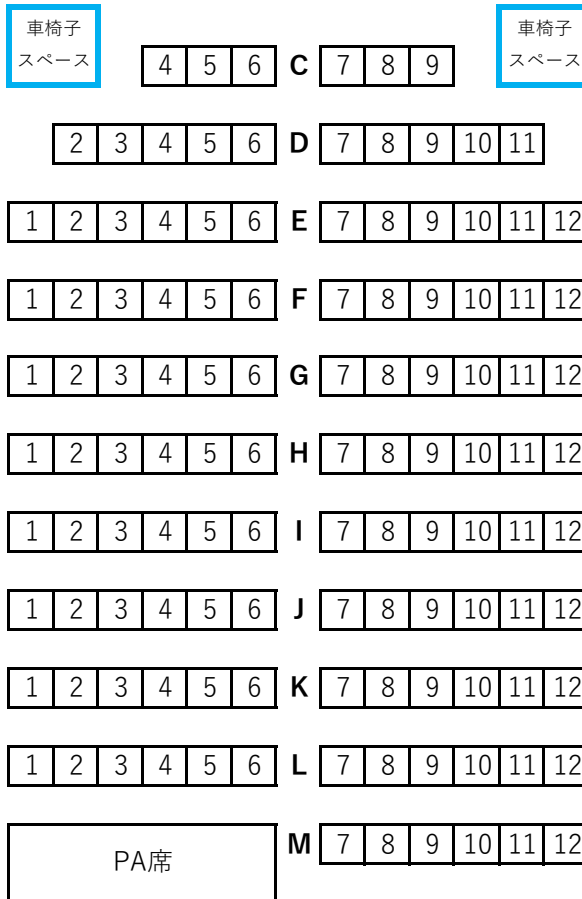 車椅子 車椅子
スペース スペース
4 5 6 C 7 8 9
2 3 4 5 6 D 7 8 9 10 11
1 2 3 4 5 6 E 7 8 9 10 11 12
1 2 3 4 5 6 F 7 8 9 10 11 12
1 2 3 4 5 6 G 7 8 9 10 11 12
1 2 3 4 5 6 H 7 8 9 10 11 12
1 2 3 4 5 6 I 7 8 9 10 11 12
1 2 3 4 5 6 J 7 8 9 10 11 12
1 2 3 4 5 6 K 7 8 9 10 11 12
1 2 3 4 5 6 L 7 8 9 10 11 12
M 7 8 9 10 11 12
PA席